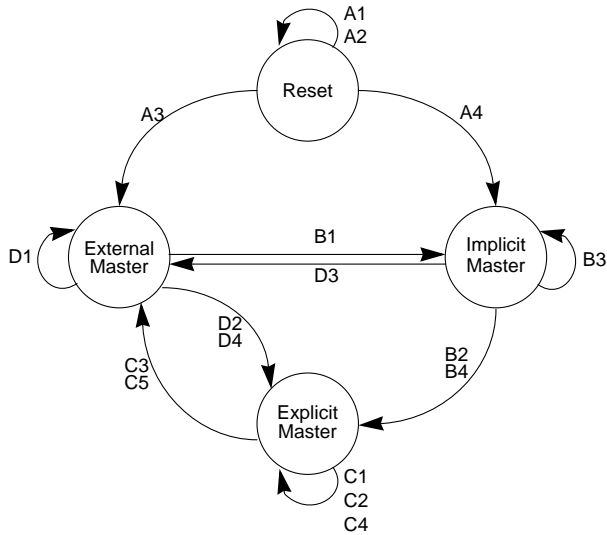 A1
A2
Reset
A3
A4
D1
External
Master
B1
D3
Implicit
Master
B3
D2
D4
B2
B4
C3
C5
Explicit
Master
C1
C2
C4